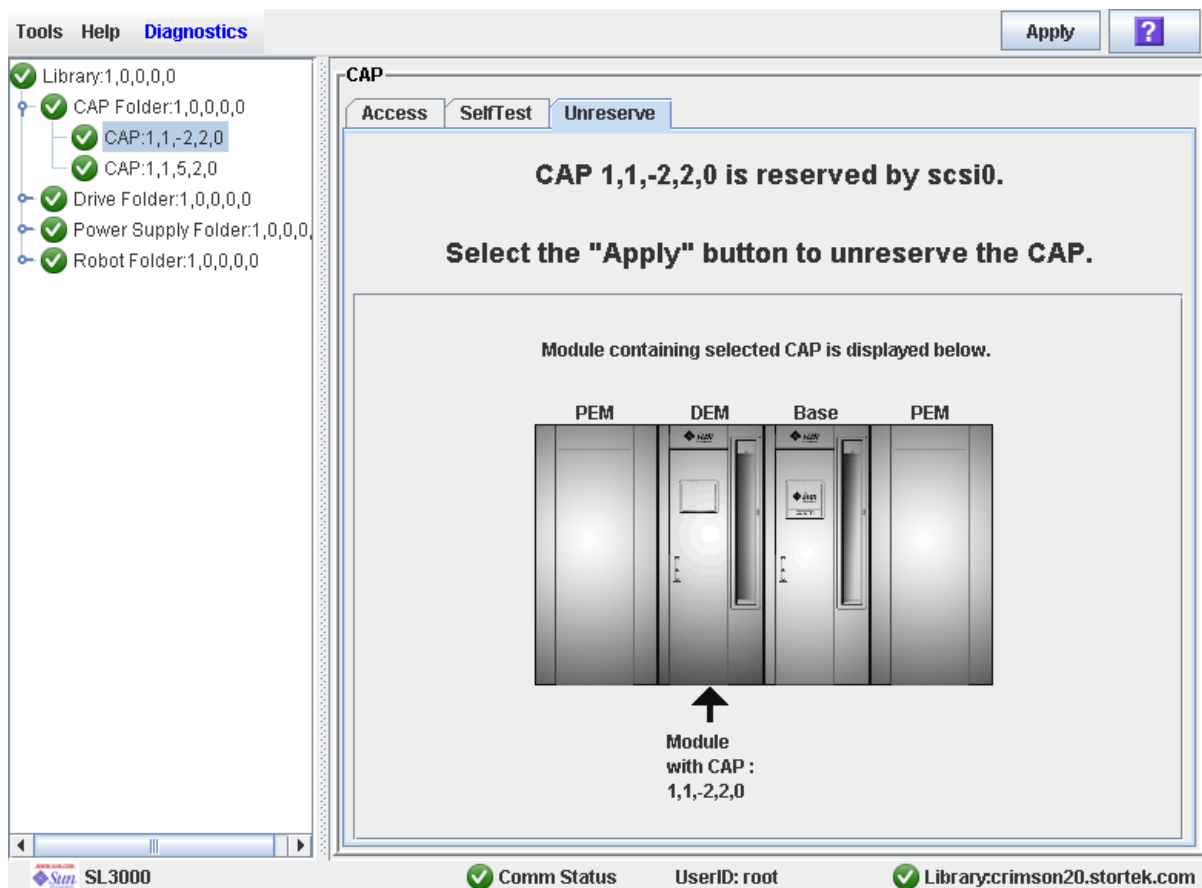 Tools Help Diagnostics
Apply
?
Library:1,0,0,0,0
CAP Folder:1,0,0,0,0
CAP:1,1,-2,2,0
CAP:1,1,5,2,0
Drive Folder:1,0,0,0,0
Power Supply Folder:1,0,0,0,
Robot Folder:1,0,0,0,0
CAP
Access SelfTest Unreserve
CAP 1,1,-2,2,0 is reserved by scsi0.
Select the "Apply" button to unreserve the CAP.
Module containing selected CAP is displayed below.
PEM DEM Base PEM
Sun
Module
with CAP :
1,1,-2,2,0
Sun SL3000 Comm Status UserID: root Library:crimson20.stortek.com